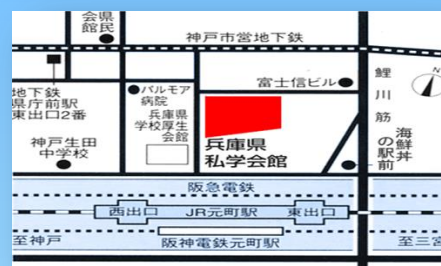 県民
会館
神戸市営地下鉄
地下鉄
県庁前駅
東出口2番
パルモア
病院
兵庫県
学校厚生
会館
富士信ビル
鯉川筋
N
海鮮丼
の駅前
神戸生田
中学校
兵庫県
私学会館
阪急電鉄
西出口
JR元町駅
東出口
至神戸
阪神電鉄元町駅
至三宮